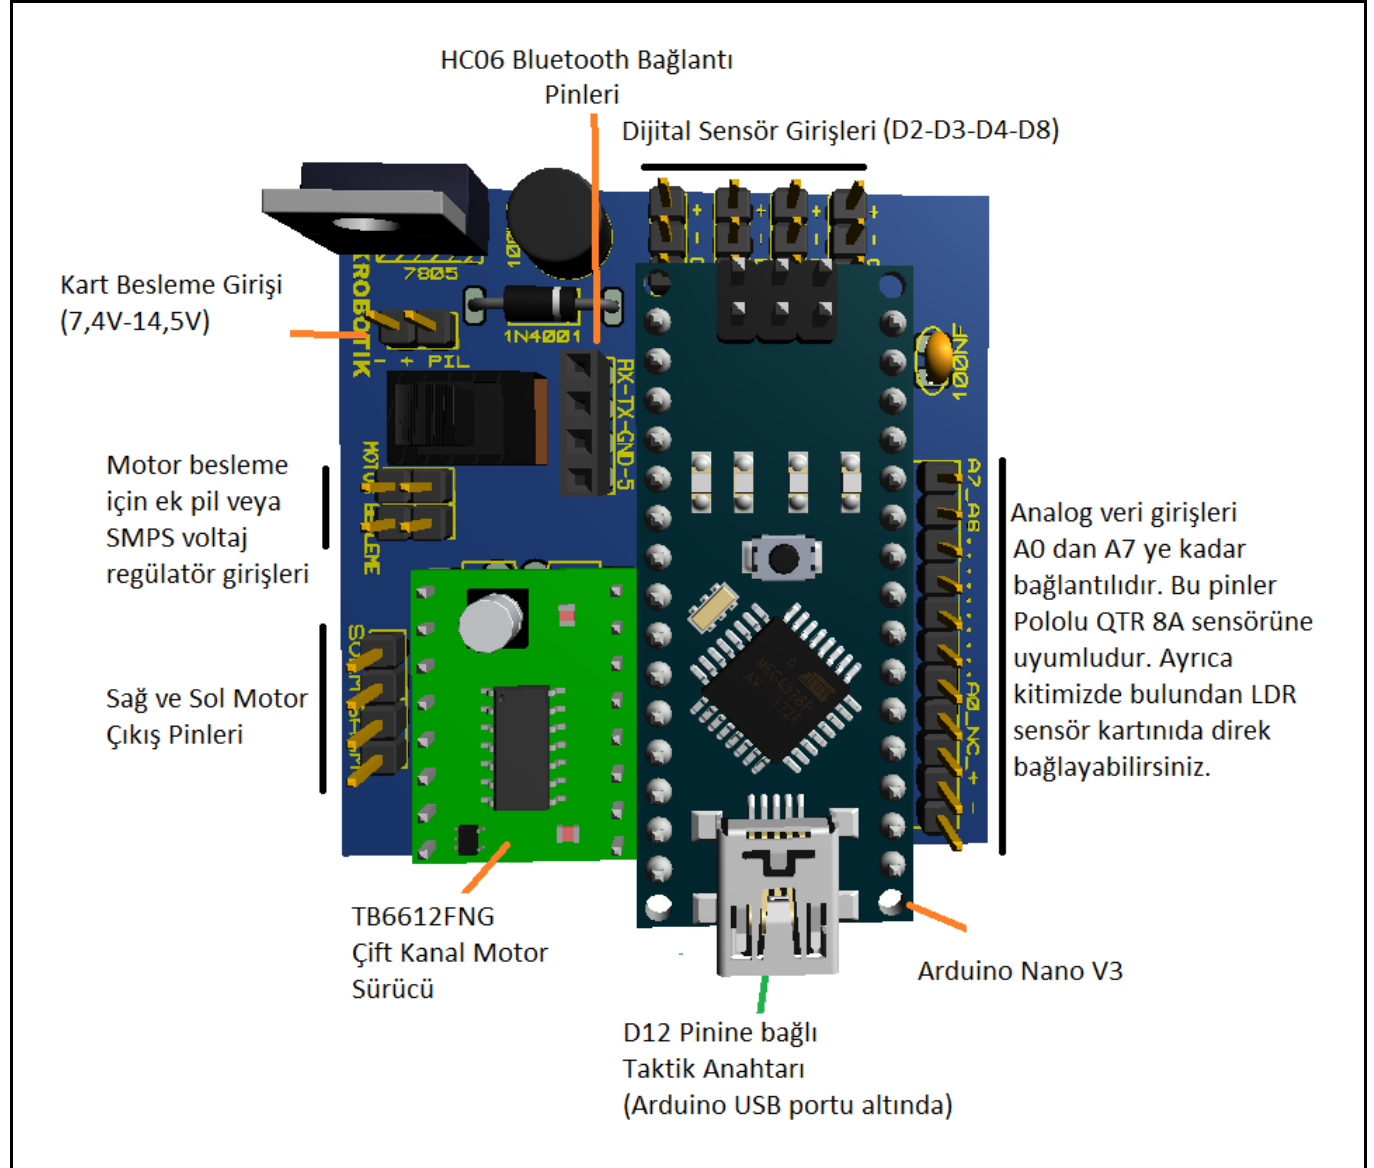 HC06 Bluetooth Bağlantı
Pinleri
Dijital Sensör Girişleri (D2-D3-D4-D8)
Kart Besleme Girişi
(7,4V-14,5V)
7805
1N4001
ROBOTIK
- + PIL
RX-TX-GND-5
100NF
Motor besleme
için ek pil veya
SMPS voltaj
regülatör girişleri
A7_A6
A0_NC_+ -
Analog veri girişleri
A0 dan A7 ye kadar
bağlantılıdır. Bu pinler
Pololu QTR 8A sensörüne
uyumludur. Ayrıca
kitimizde bulundan LDR
sensör kartınıda direk
bağlayabilirsiniz.
Sağ ve Sol Motor
Çıkış Pinleri
TB6612FNG
Çift Kanal Motor
Sürücü
Arduino Nano V3
D12 Pinine bağlı
Taktik Anahtarı
(Arduino USB portu altında)